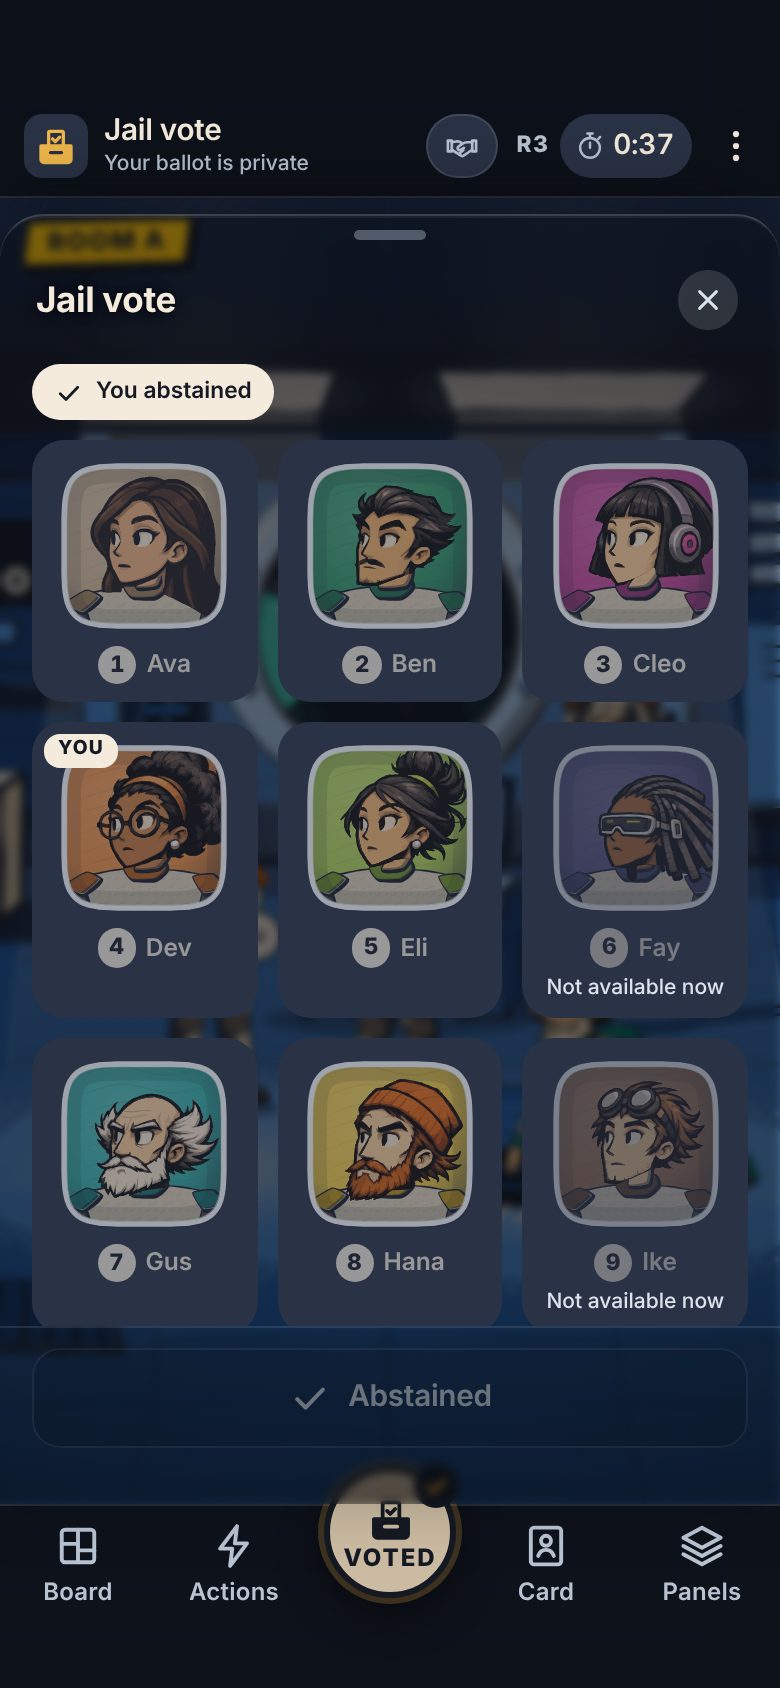 Jail vote
Your ballot is private
R3
0:37
ROOM A
Jail vote
You abstained
1 Ava
2 Ben
3 Cleo
YOU
4 Dev
5 Eli
6 Fay
Not available now
7 Gus
8 Hana
9 Ike
Not available now
Abstained
Board
Actions
VOTED
Card
Panels